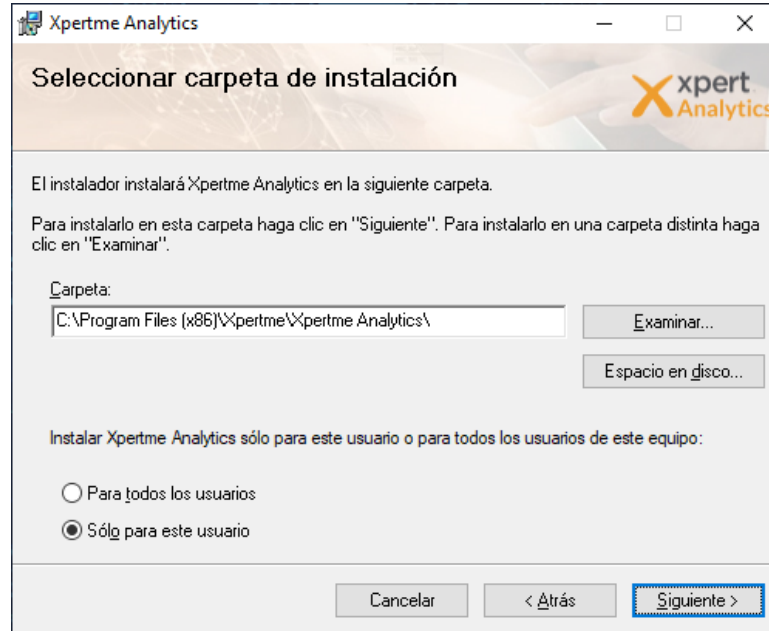 Xpertme Analytics
Seleccionar carpeta de instalación
xpert
Analytics
El instalador instalará Xpertme Analytics en la siguiente carpeta.
Para instalarlo en esta carpeta haga clic en "Siguiente". Para instalarlo en una carpeta distinta haga
clic en "Examinar".
Carpeta:
C:\Program Files (x86)\Xpertme\Xpertme Analytics\
Examinar...
Espacio en disco...
Instalar Xpertme Analytics sólo para este usuario o para todos los usuarios de este equipo:
Para todos los usuarios
Sólo para este usuario
Cancelar
< Atrás
Siguiente >